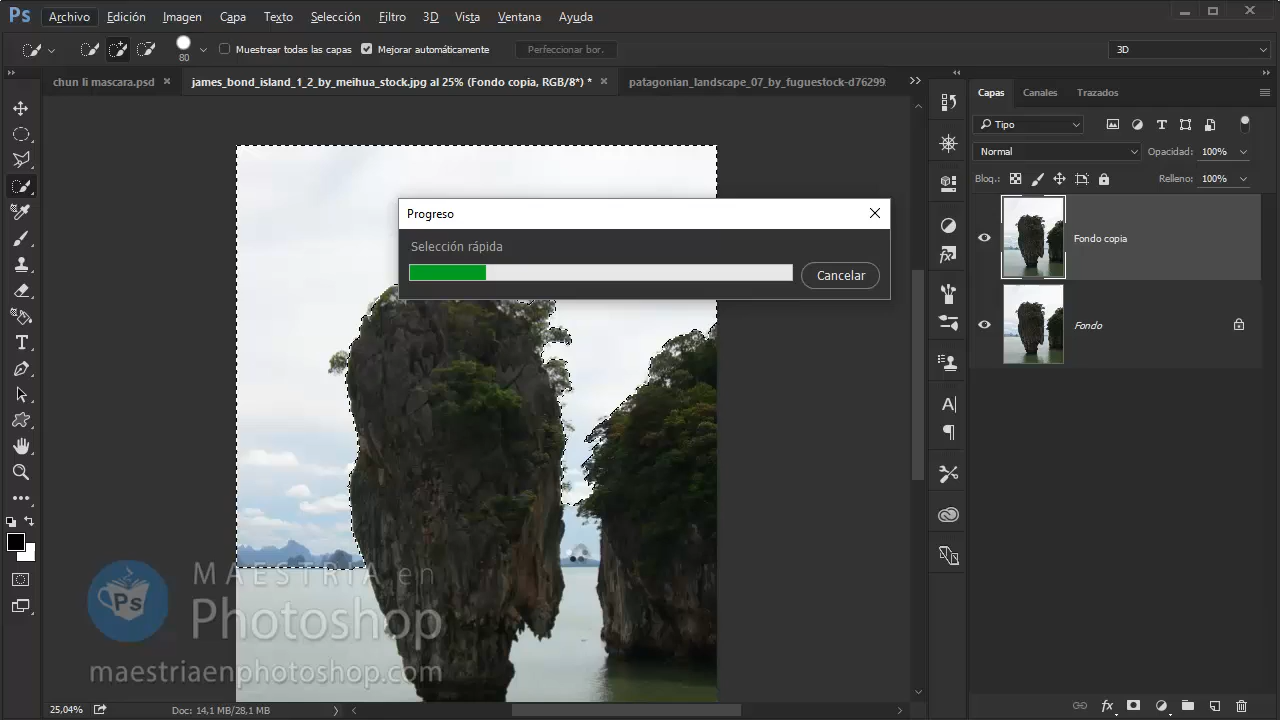 Ps Archivo Edición Imagen Capa Texto Selección Filtro 3D Vista Ventana Ayuda
80 Muestrear todas las capas Mejorar automáticamente Perfeccionar bor. 3D
chun li mascara.psd × james_bond_island_1_2_by_meihua_stock.jpg al 25% (Fondo copia, RGB/8*) * × patagonian_landscape_07_by_fuguestock-d76299
Capas Canales Trazados
Tipo
Normal Opacidad: 100%
Bloq.: Relleno: 100%
Progreso
Selección rápida
Cancelar
Fondo copia
Fondo
Ps
MAESTRIA en
Photoshop
maestriaenphotoshop.com
25,04% Doc: 14,1 MB/28,1 MB